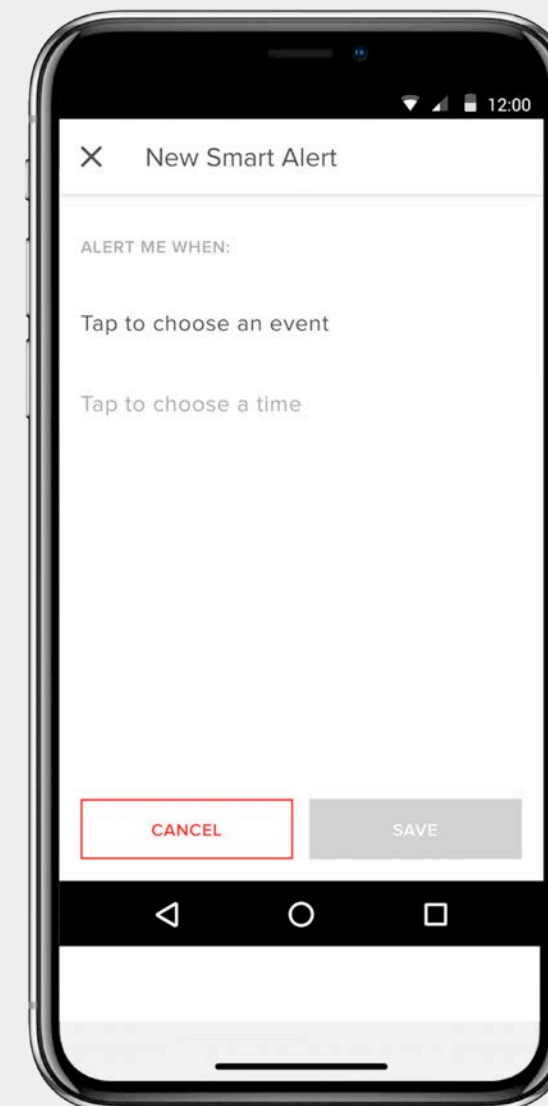 12:00
New Smart Alert
ALERT ME WHEN:
Tap to choose an event
Tap to choose a time
CANCEL
SAVE